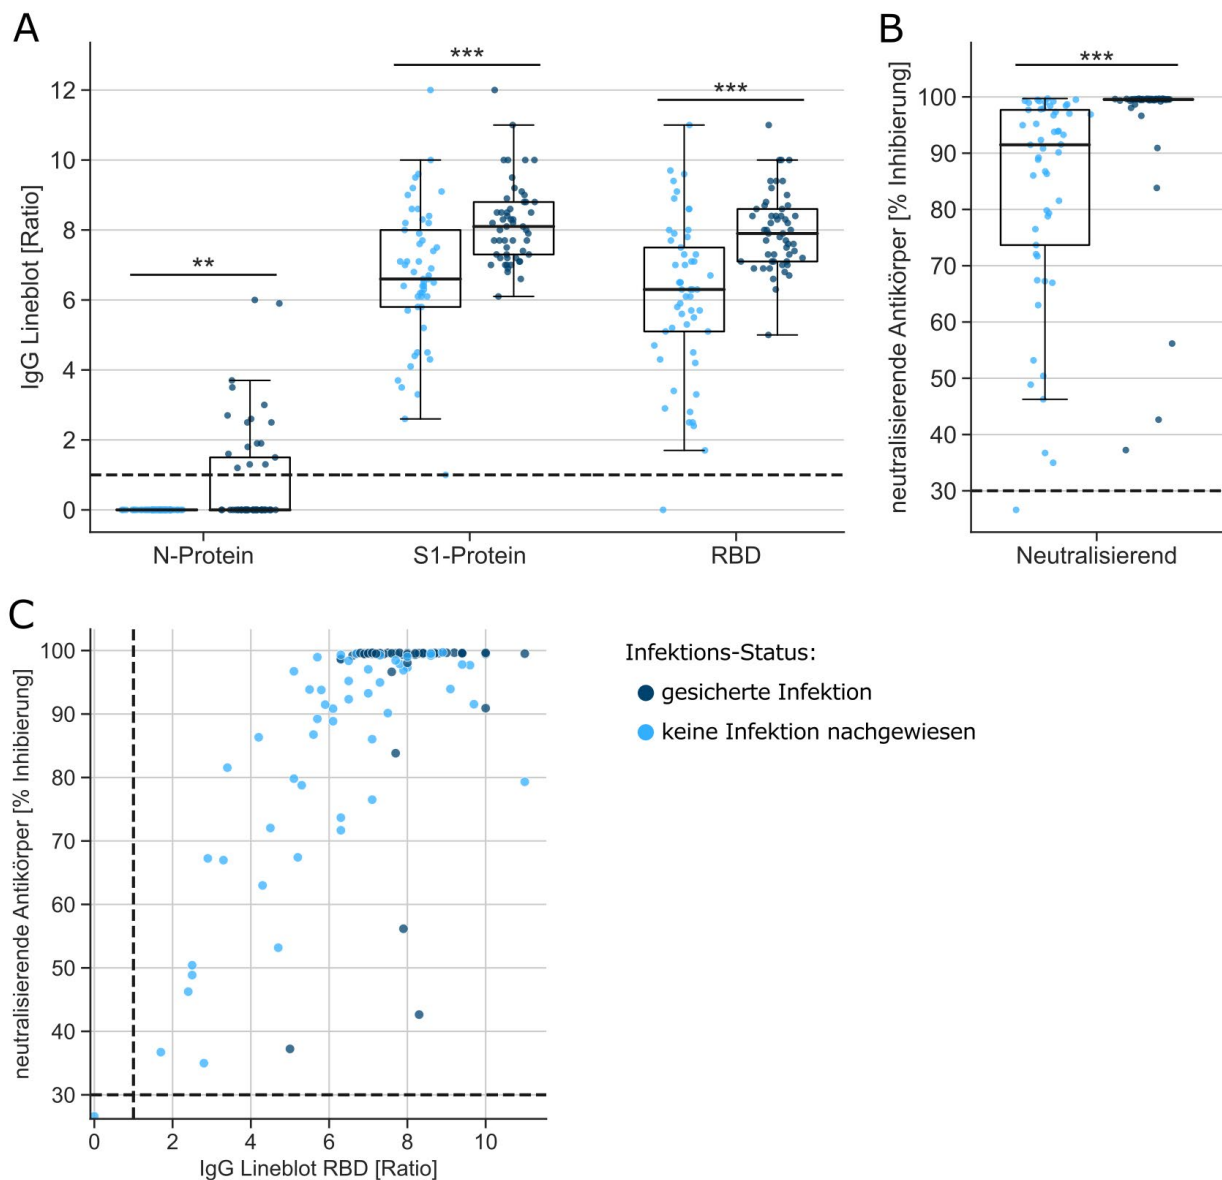 A
IgG Lineblot [Ratio]
12
10
8
6
4
2
0
**
***
***
N-Protein
S1-Protein
RBD
B
neutralisierende Antikörper [% Inhibierung]
100
90
80
70
60
50
40
30
***
Neutralisierend
C
neutralisierende Antikörper [% Inhibierung]
100
90
80
70
60
50
40
30
0 2 4 6 8 10
IgG Lineblot RBD [Ratio]
Infektions-Status:
gesicherte Infektion
keine Infektion nachgewiesen